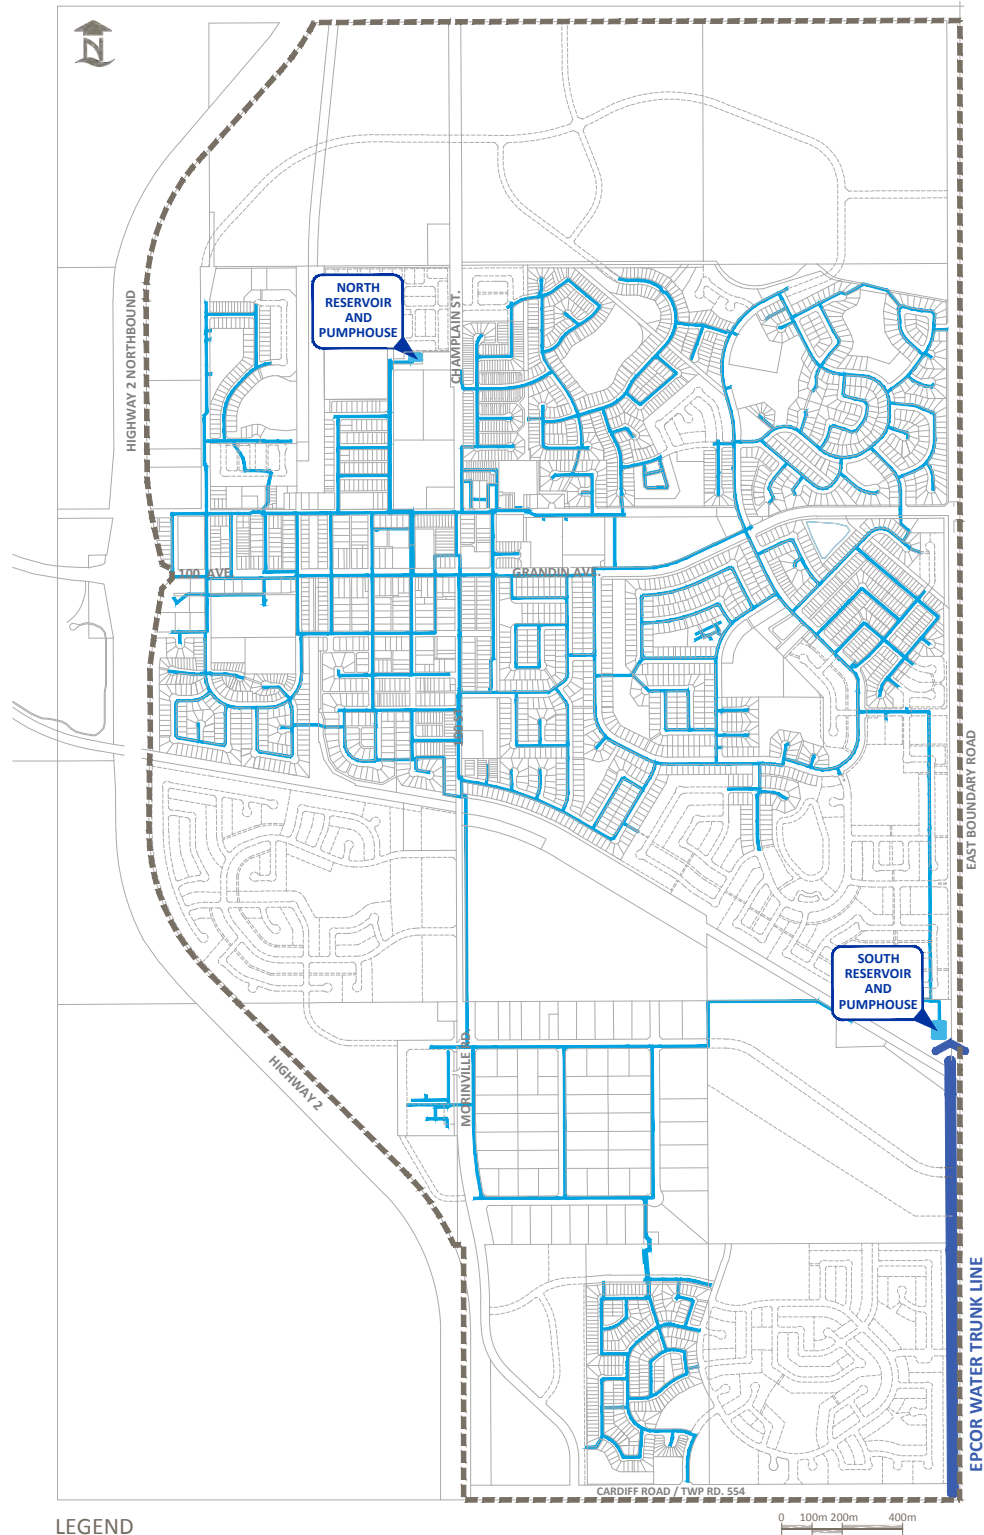 N
NORTH
RESERVOIR
AND
PUMPHOUSE
CHAMPLAIN ST.
HIGHWAY 2 NORTHBOUND
100 AVE
GRANDIN AVE
EAST BOUNDARY ROAD
SOUTH
RESERVOIR
AND
PUMPHOUSE
MORINVILLE RD.
HIGHWAY 2
EPCOR WATER TRUNK LINE
CARDIFF ROAD / TWP RD. 554
LEGEND
0 100m 200m 400m